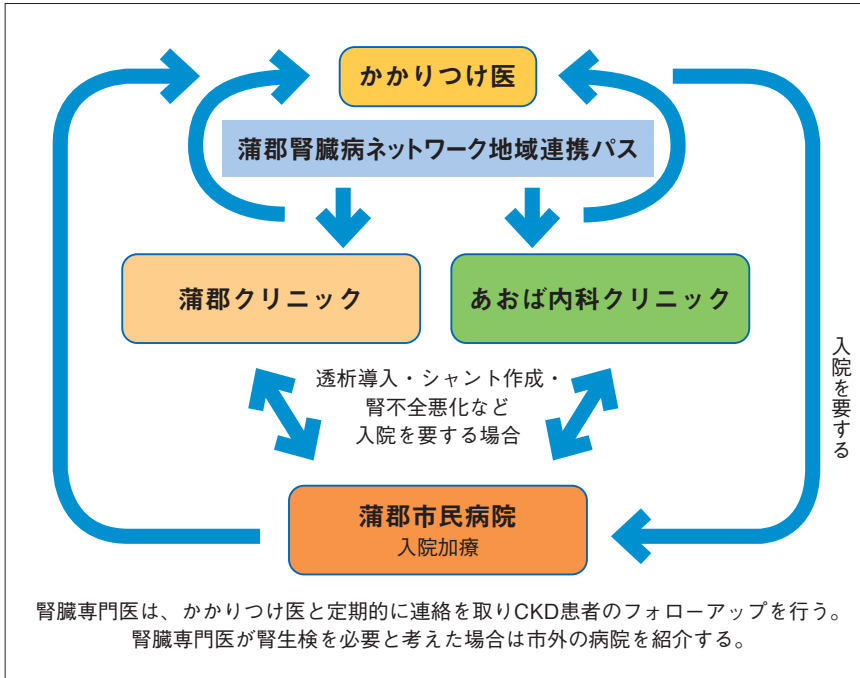 かかりつけ医
蒲郡腎臓病ネットワーク地域連携パス
蒲郡クリニック
あおば内科クリニック
透析導入・シャント作成・
腎不全悪化など
入院を要する場合
入院を要する
蒲郡市民病院
入院加療
腎臓専門医は、かかりつけ医と定期的に連絡を取りCKD患者のフォローアップを行う。
腎臓専門医が腎生検を必要と考えた場合は市外の病院を紹介する。